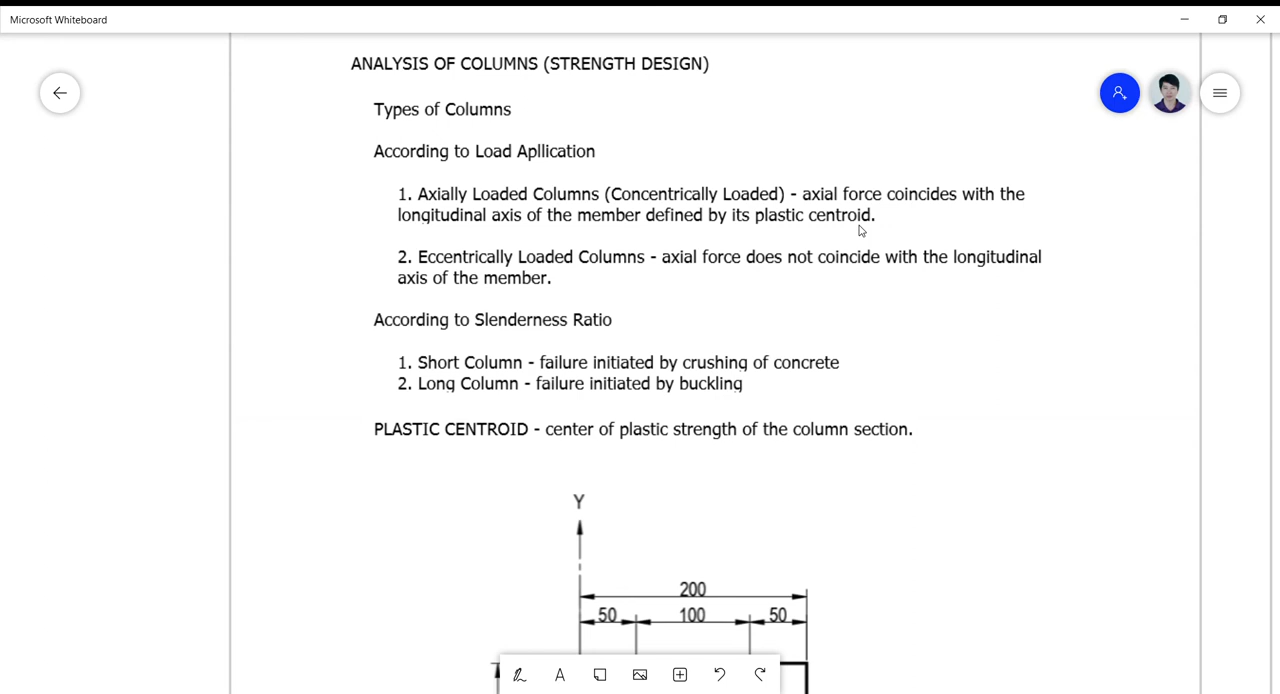 Microsoft Whiteboard
ANALYSIS OF COLUMNS (STRENGTH DESIGN)
Types of Columns
According to Load Apllication
1. Axially Loaded Columns (Concentrically Loaded) - axial force coincides with the
longitudinal axis of the member defined by its plastic centroid.
2. Eccentrically Loaded Columns - axial force does not coincide with the longitudinal
axis of the member.
According to Slenderness Ratio
1. Short Column - failure initiated by crushing of concrete
2. Long Column - failure initiated by buckling
PLASTIC CENTROID - center of plastic strength of the column section.
Y
200
50 100 50
A